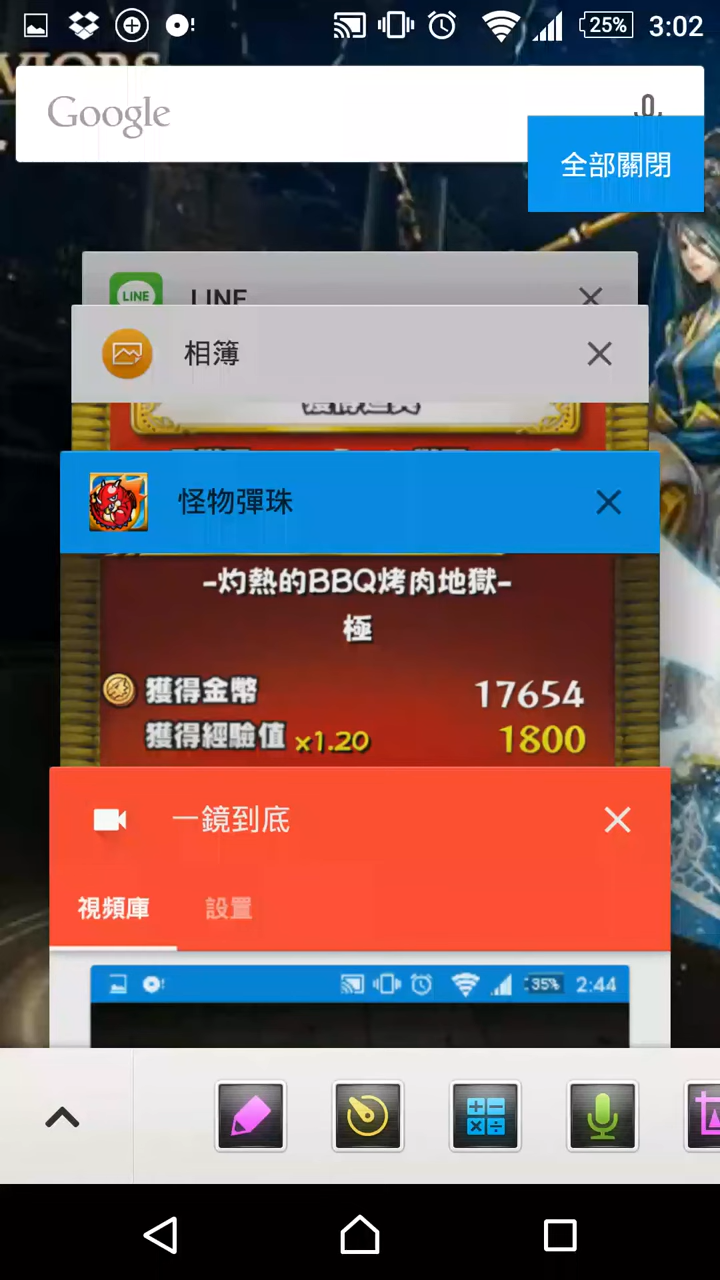 25% 3:02
Google
全部關閉
LINE LINE
相簿
怪物彈珠
-灼熱的BBQ烤肉地獄-
極
獲得金幣 17654
獲得經驗值 x1.20 1800
一鏡到底
視頻庫 設置
35% 2:44